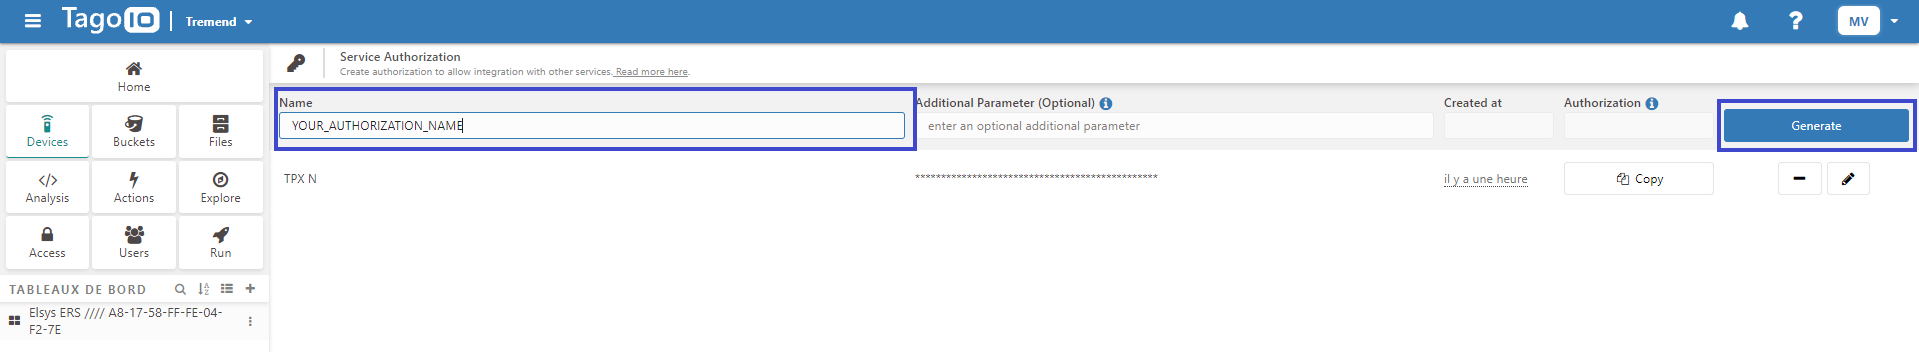 TagoIO Tremend
MV
Home
Devices Buckets Files
Analysis Actions Explore
Access Users Run
TABLEAUX DE BORD
Elsys ERS //// A8-17-58-FF-FE-04-
F2-7E
Service Authorization
Create authorization to allow integration with other services. Read more here.
Name Additional Parameter (Optional) Created at Authorization
YOUR_AUTHORIZATION_NAME enter an optional additional parameter Generate
TPX N *********************************************** il y a une heure Copy